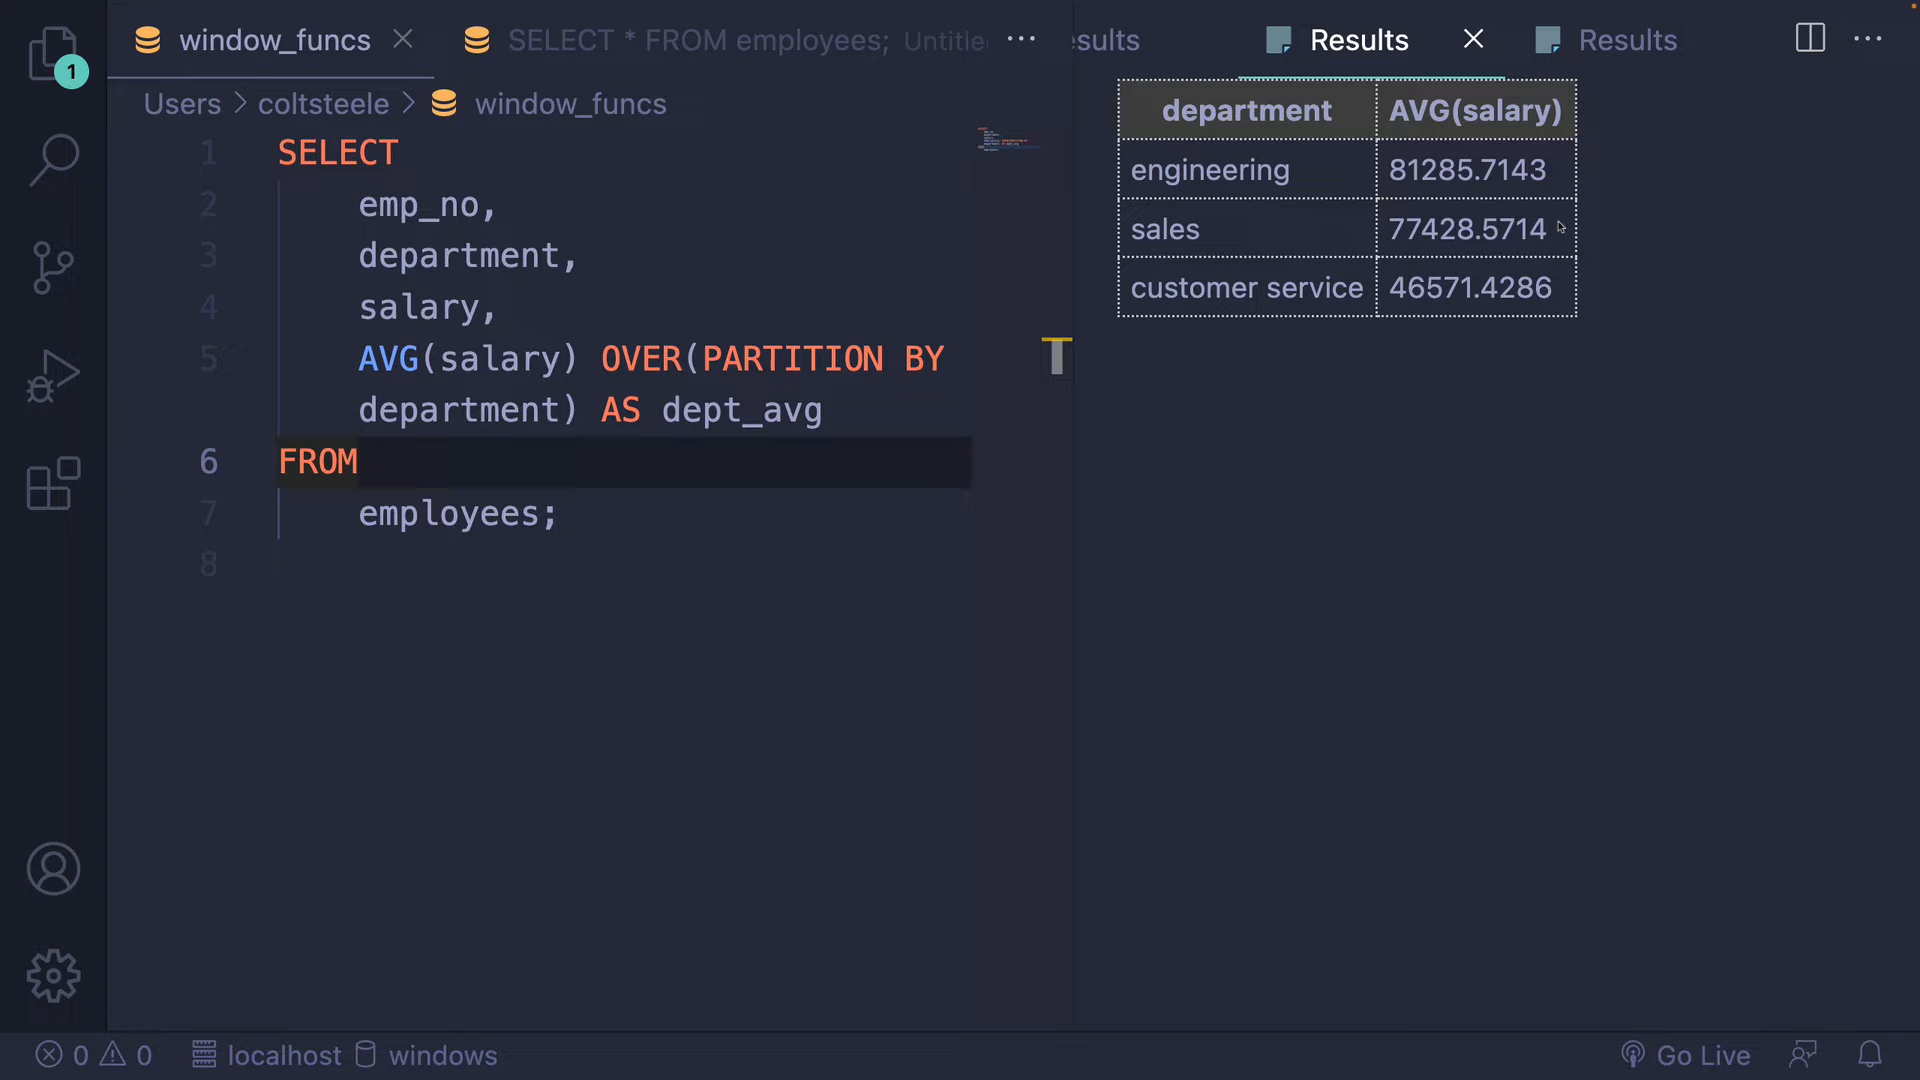 window_funcs
SELECT * FROM employees; Untitle
esults
Results
Results
1
Users > coltsteele > window_funcs
1 SELECT
2 emp_no,
3 department,
4 salary,
5 AVG(salary) OVER(PARTITION BY
department) AS dept_avg
6 FROM
7 employees;
8
department AVG(salary)
engineering 81285.7143
sales 77428.5714
customer service 46571.4286
0 0 localhost windows
Go Live